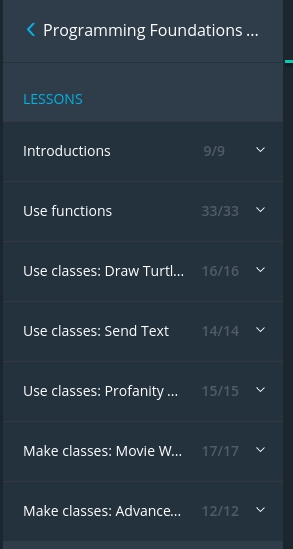 Programming Foundations ...
LESSONS
Introductions 9/9
Use functions 33/33
Use classes: Draw Turtl... 16/16
Use classes: Send Text 14/14
Use classes: Profanity ... 15/15
Make classes: Movie W... 17/17
Make classes: Advance... 12/12